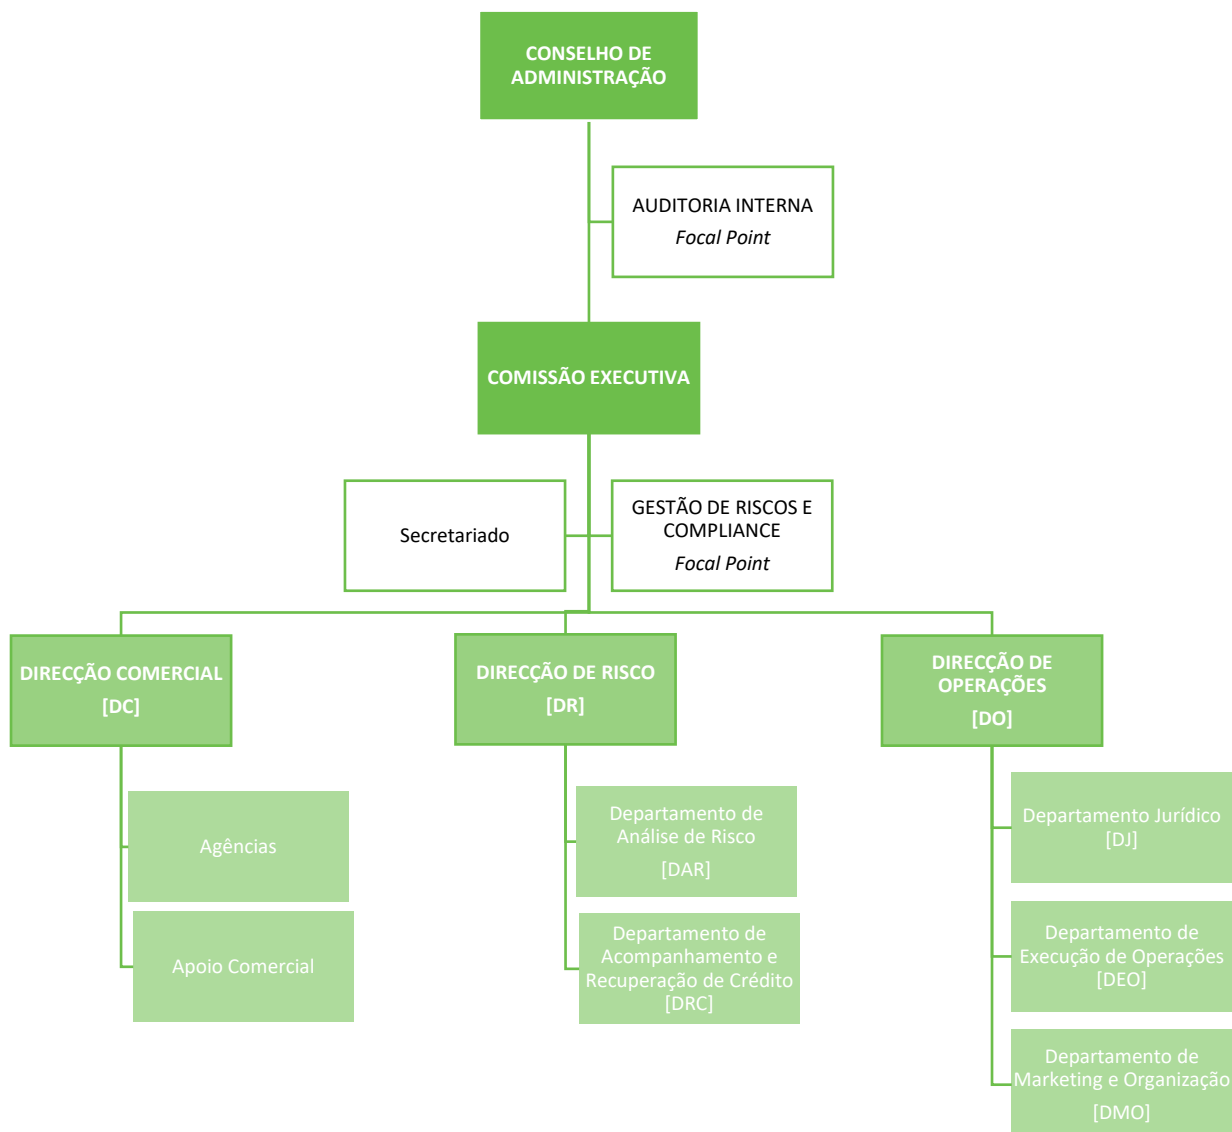 CONSELHO DE
ADMINISTRAÇÃO
AUDITORIA INTERNA
Focal Point
COMISSÃO EXECUTIVA
Secretariado
GESTÃO DE RISCOS E
COMPLIANCE
Focal Point
DIRECÇÃO COMERCIAL
[DC]
DIRECÇÃO DE RISCO
[DR]
DIRECÇÃO DE
OPERAÇÕES
[DO]
Agências
Apoio Comercial
Departamento de
Análise de Risco
[DAR]
Departamento de
Acompanhamento e
Recuperação de Crédito
[DRC]
Departamento Jurídico
[DJ]
Departamento de
Execução de Operações
[DEO]
Departamento de
Marketing e Organização
[DMO]